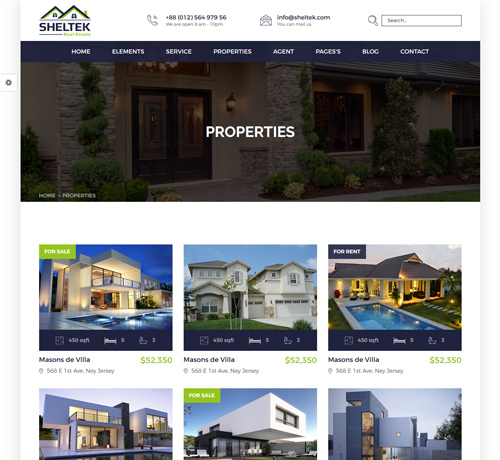 SHELTEK
Real Estate
+88 (012) 564 979 56
We are open 9 am - 10pm
info@sheltek.com
You can mail us
Search..
HOME ELEMENTS SERVICE PROPERTIES AGENT PAGES'S BLOG CONTACT
PROPERTIES
HOME > PROPERTIES
FOR SALE
FOR RENT
450 sqft 5 3
450 sqft 5 3
450 sqft 5 3
Masons de Villa $52,350
Masons de Villa $52,350
Masons de Villa $52,350
568 E 1st Ave, Ney Jersey
568 E 1st Ave, Ney Jersey
568 E 1st Ave, Ney Jersey
FOR SALE